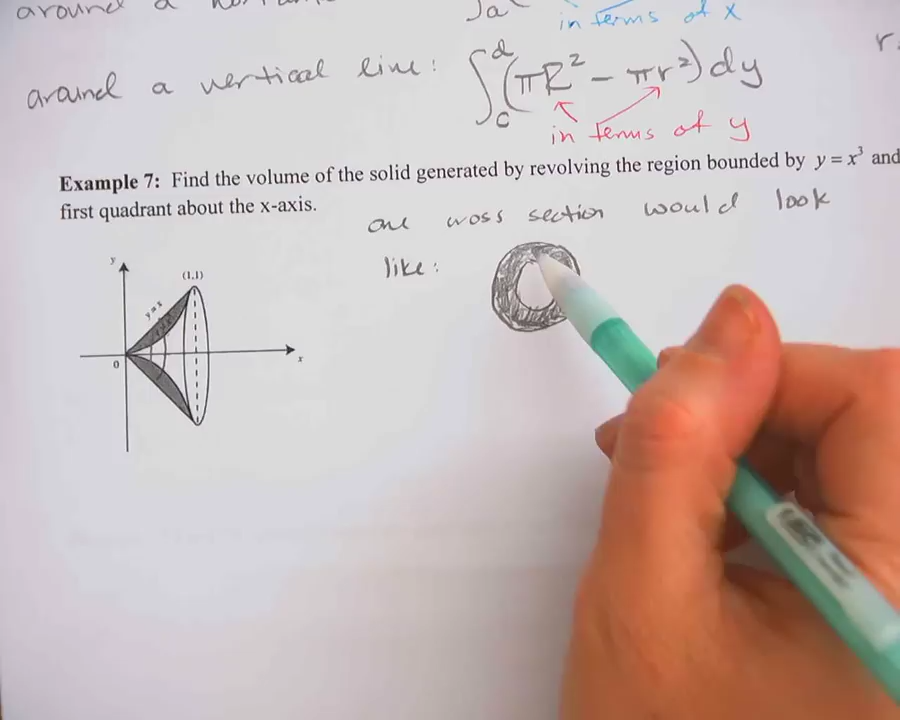 around a
∫a
in terms of x
around a vertical line: ∫_c^d (πR² − πr²) dy
r
in terms of y
Example 7: Find the volume of the solid generated by revolving the region bounded by y = x³ and
first quadrant about the x-axis.
one cross section would look
like:
y
(1,1)
y = x
0
x